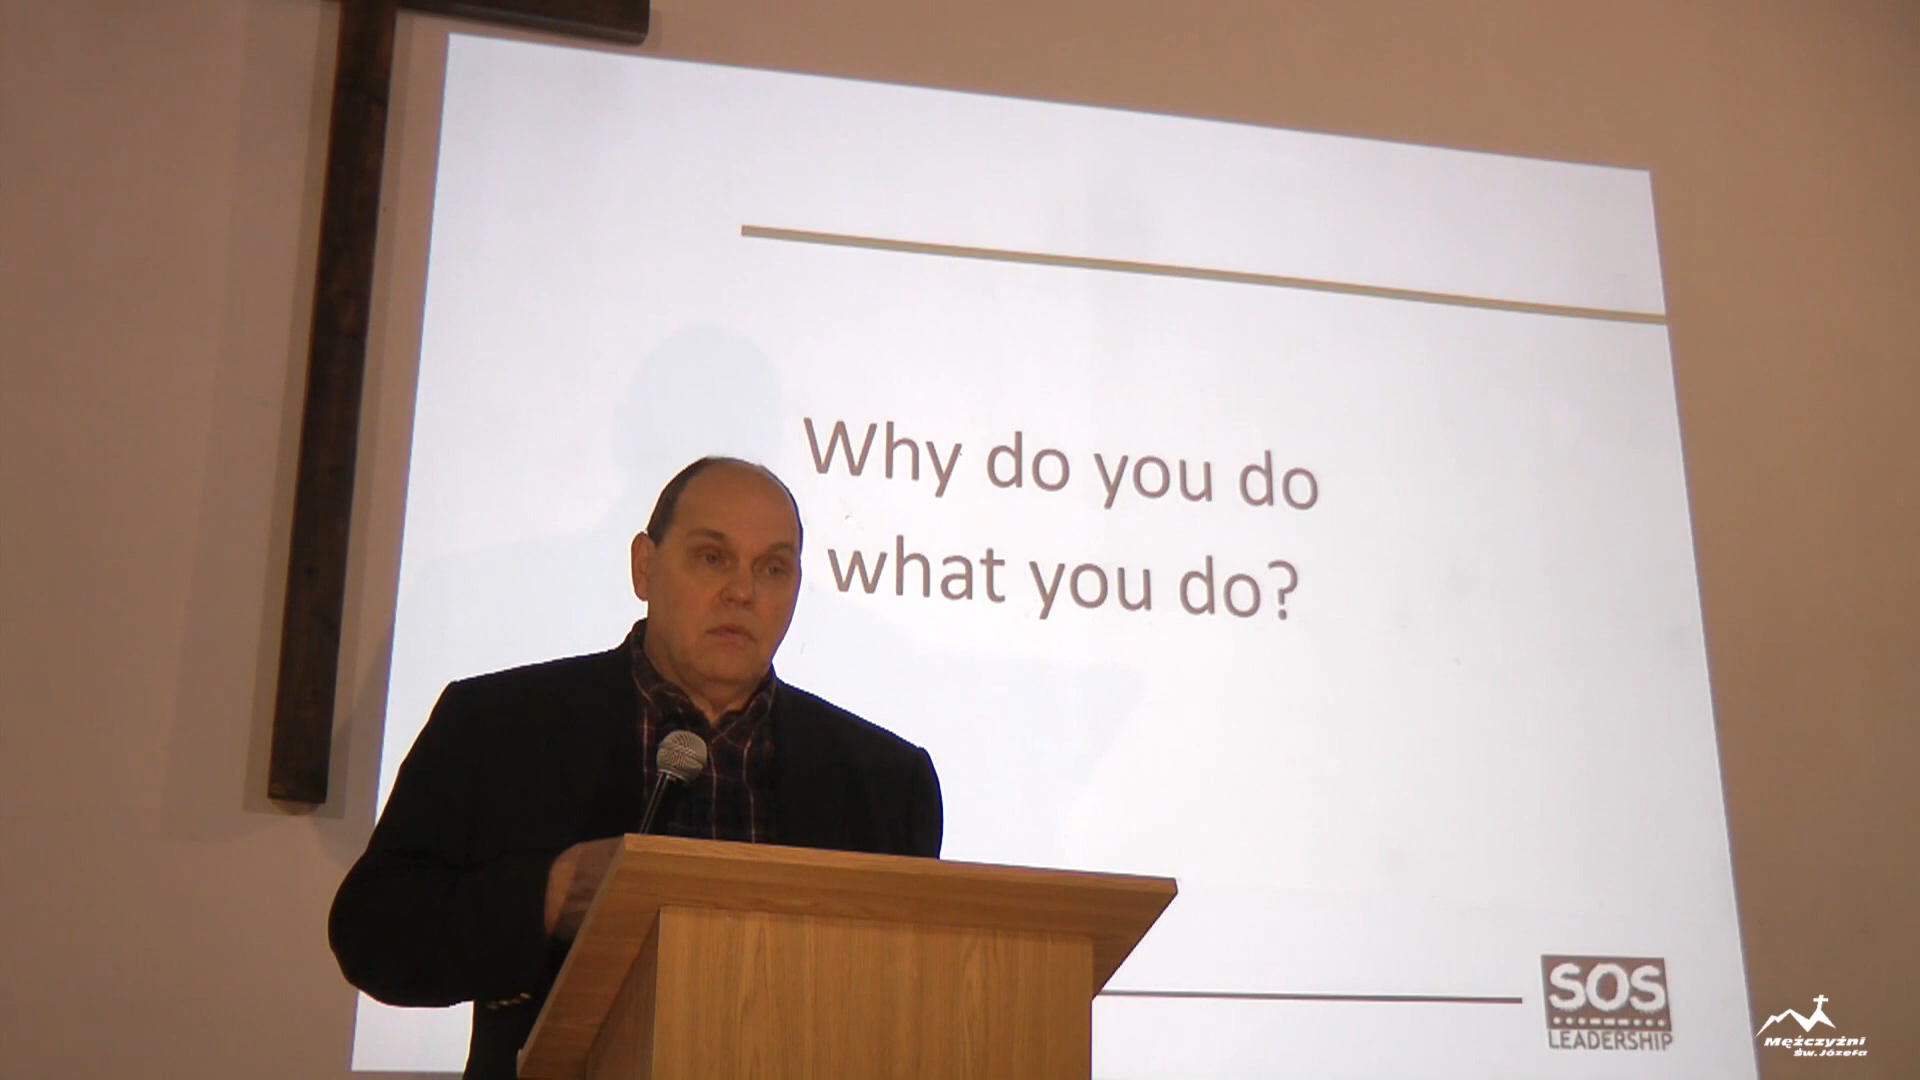 Why do you do
what you do?
SOS
LEADERSHIP
Mężczyźni
Św. Józefa